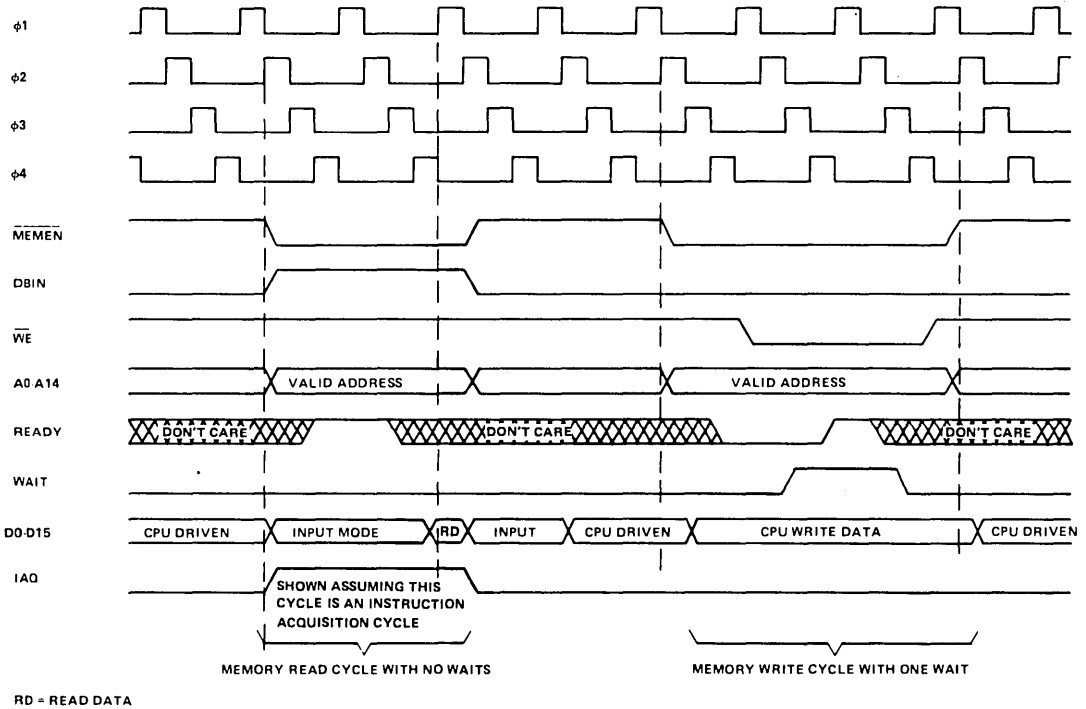 φ1
φ2
φ3
φ4
MEMEN
DBIN
WE
A0-A14 VALID ADDRESS VALID ADDRESS
READY DON'T CARE DON'T CARE DON'T CARE
WAIT
D0-D15 CPU DRIVEN INPUT MODE RD INPUT CPU DRIVEN CPU WRITE DATA CPU DRIVEN
IAQ
SHOWN ASSUMING THIS
CYCLE IS AN INSTRUCTION
ACQUISITION CYCLE
MEMORY READ CYCLE WITH NO WAITS MEMORY WRITE CYCLE WITH ONE WAIT
RD = READ DATA